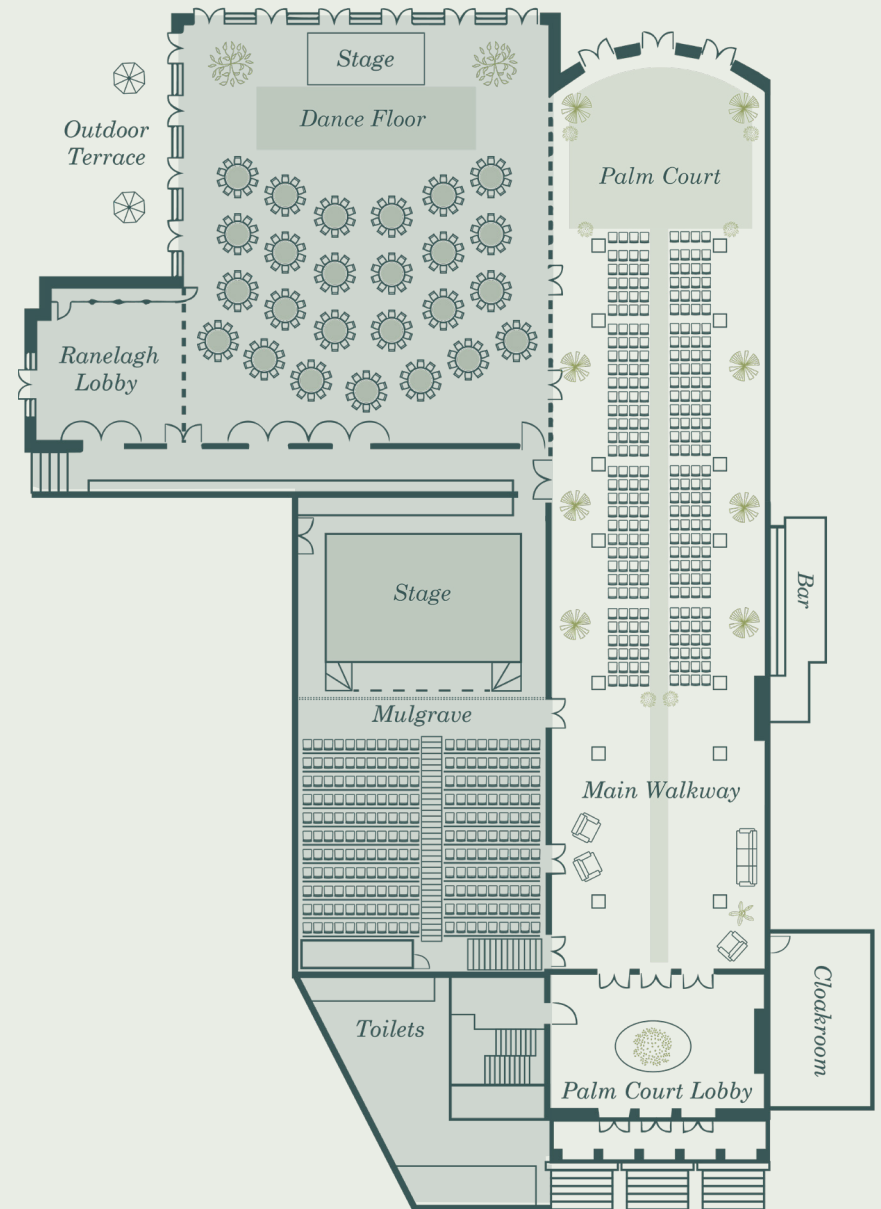 Stage
Dance Floor
Outdoor
Terrace
Palm Court
Ranelagh
Lobby
Stage
Bar
Mulgrave
Main Walkway
Cloakroom
Toilets
Palm Court Lobby